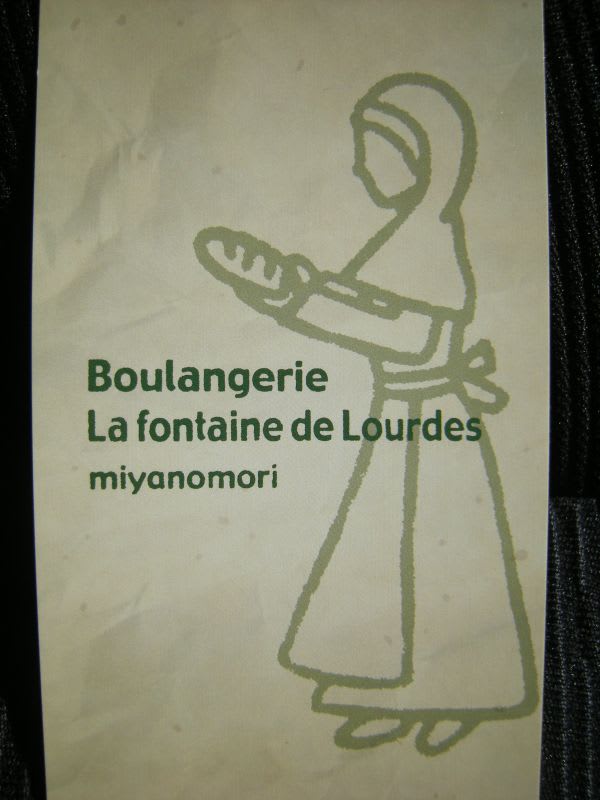 Boulangerie
La fontaine de Lourdes
miyanomori